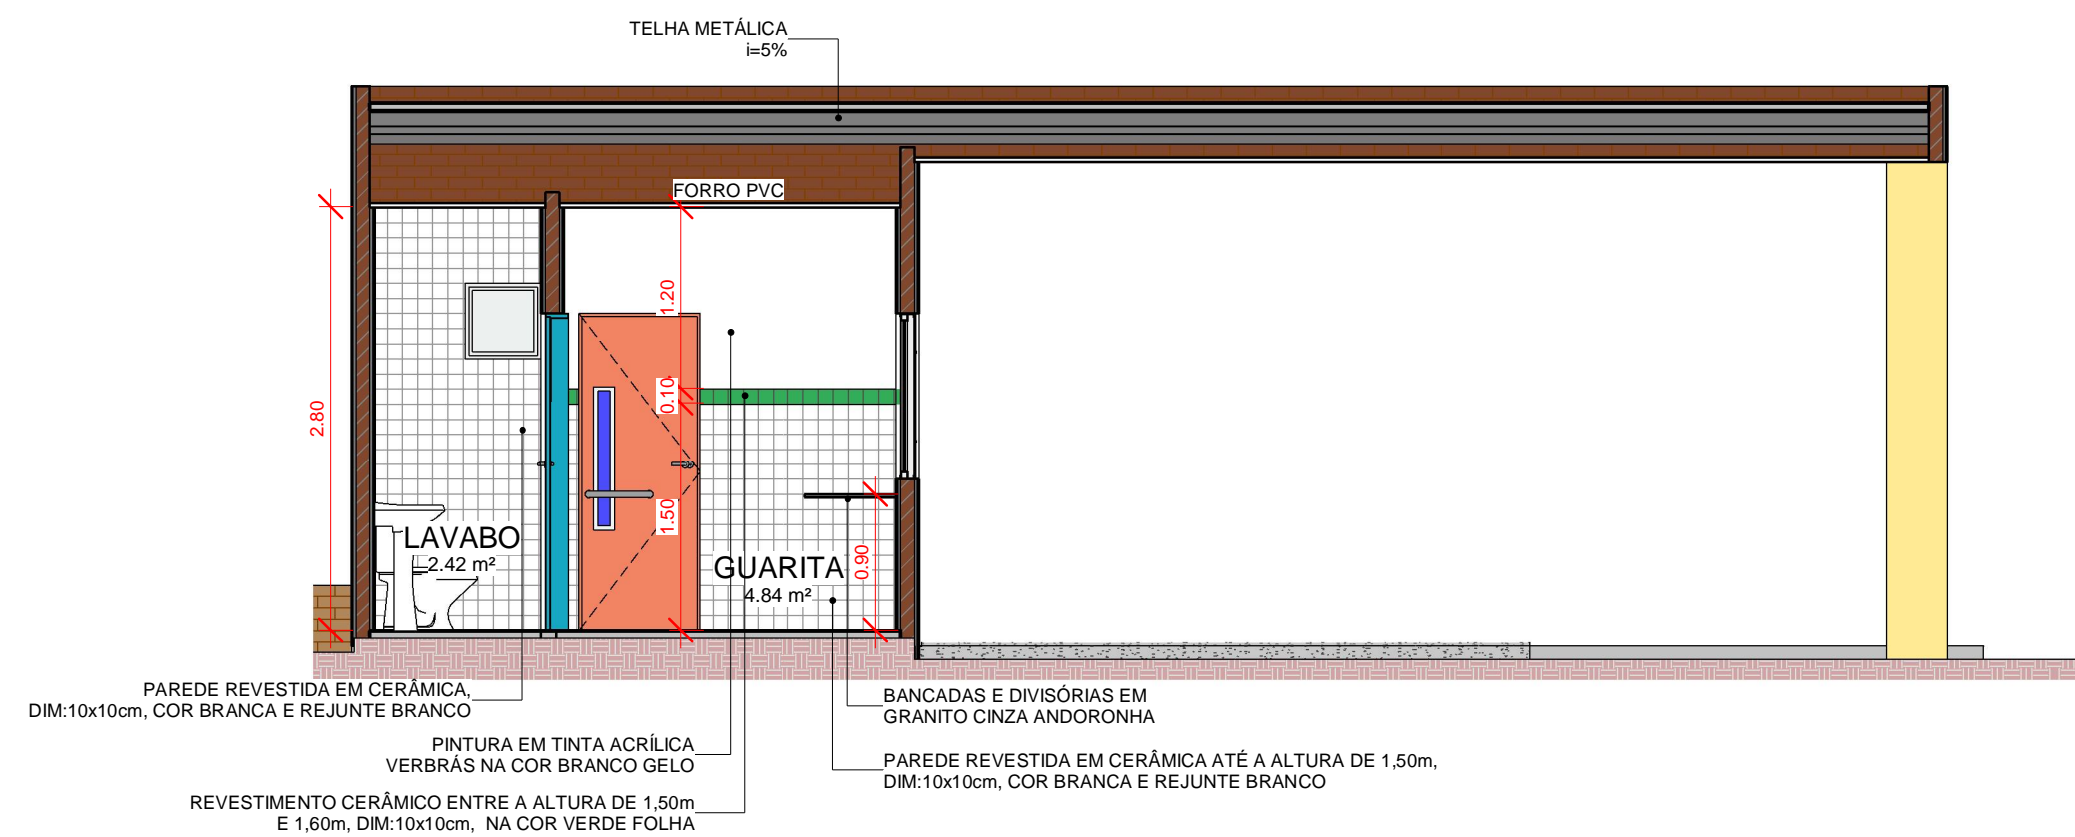 TELHA METÁLICA
i=5%
FORRO PVC
1.20
0.10
2.80
1.50
0.90
LAVABO
2.42 m²
GUARITA
4.84 m²
PAREDE REVESTIDA EM CERÂMICA,
DIM:10x10cm, COR BRANCA E REJUNTE BRANCO
PINTURA EM TINTA ACRÍLICA
VERBRÁS NA COR BRANCO GELO
REVESTIMENTO CERÂMICO ENTRE A ALTURA DE 1,50m
E 1,60m, DIM:10x10cm, NA COR VERDE FOLHA
BANCADAS E DIVISÓRIAS EM
GRANITO CINZA ANDORONHA
PAREDE REVESTIDA EM CERÂMICA ATÉ A ALTURA DE 1,50m,
DIM:10x10cm, COR BRANCA E REJUNTE BRANCO